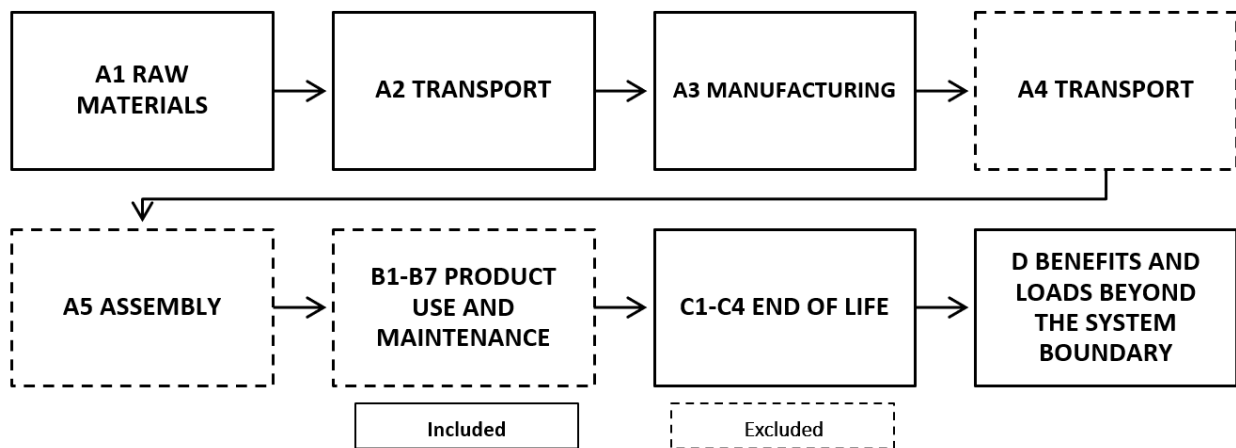 A1 RAW
MATERIALS
A2 TRANSPORT
A3 MANUFACTURING
A4 TRANSPORT
A5 ASSEMBLY
B1-B7 PRODUCT
USE AND
MAINTENANCE
C1-C4 END OF LIFE
D BENEFITS AND
LOADS BEYOND
THE SYSTEM
BOUNDARY
Included
Excluded